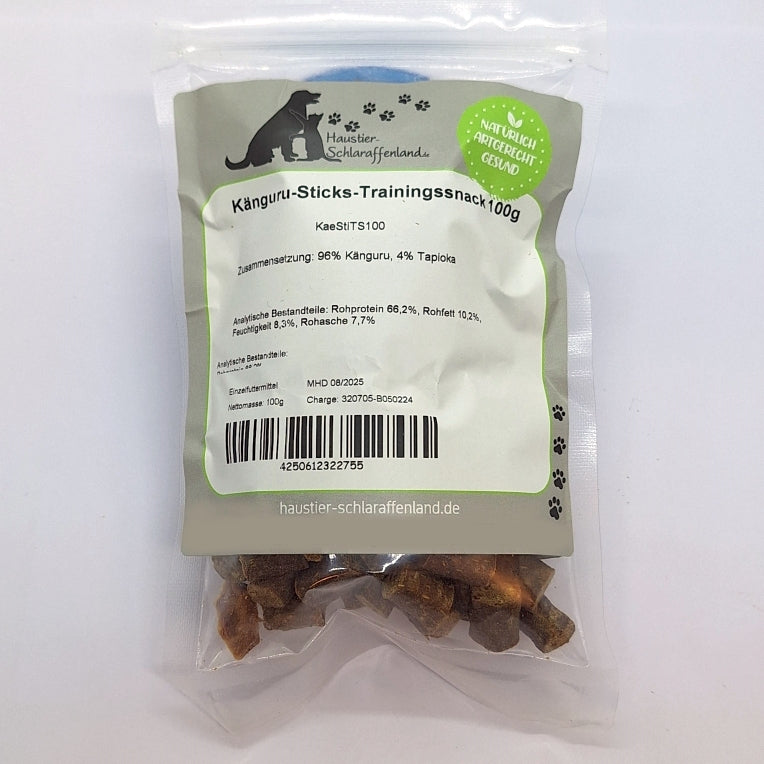 Haustier-
Schlaraffenland.de
NATÜRLICH
ARTGERECHT
GESUND
Känguru-Sticks-Trainingssnack 100g
KaeStiTS100
Zusammensetzung: 96% Känguru, 4% Tapioka
Analytische Bestandteile: Rohprotein 66,2%, Rohfett 10,2%,
Feuchtigkeit 8,3%, Rohasche 7,7%
Analytische Bestandteile:
Einzelfuttermittel MHD 08/2025
Nettomasse: 100g Charge: 320705-B050224
4250612322755
haustier-schlaraffenland.de